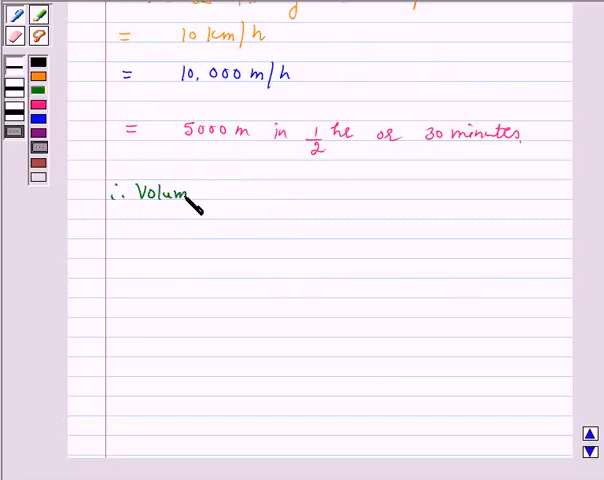 = 10 km/h
= 10,000 m/h
= 5000 m in 1/2 hr or 30 minutes.
∴ Volum